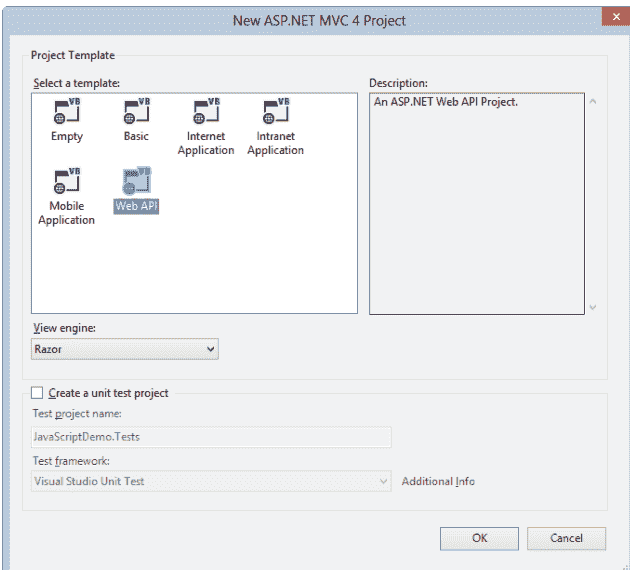 New ASP.NET MVC 4 Project
Project Template
Select a template:
Description:
VB VB VB VB
Empty Basic Internet Application Intranet Application
An ASP.NET Web API Project.
VB VB
Mobile Application Web API
View engine:
Razor
Create a unit test project
Test project name:
JavaScriptDemo.Tests
Test framework:
Visual Studio Unit Test
Additional Info
OK Cancel